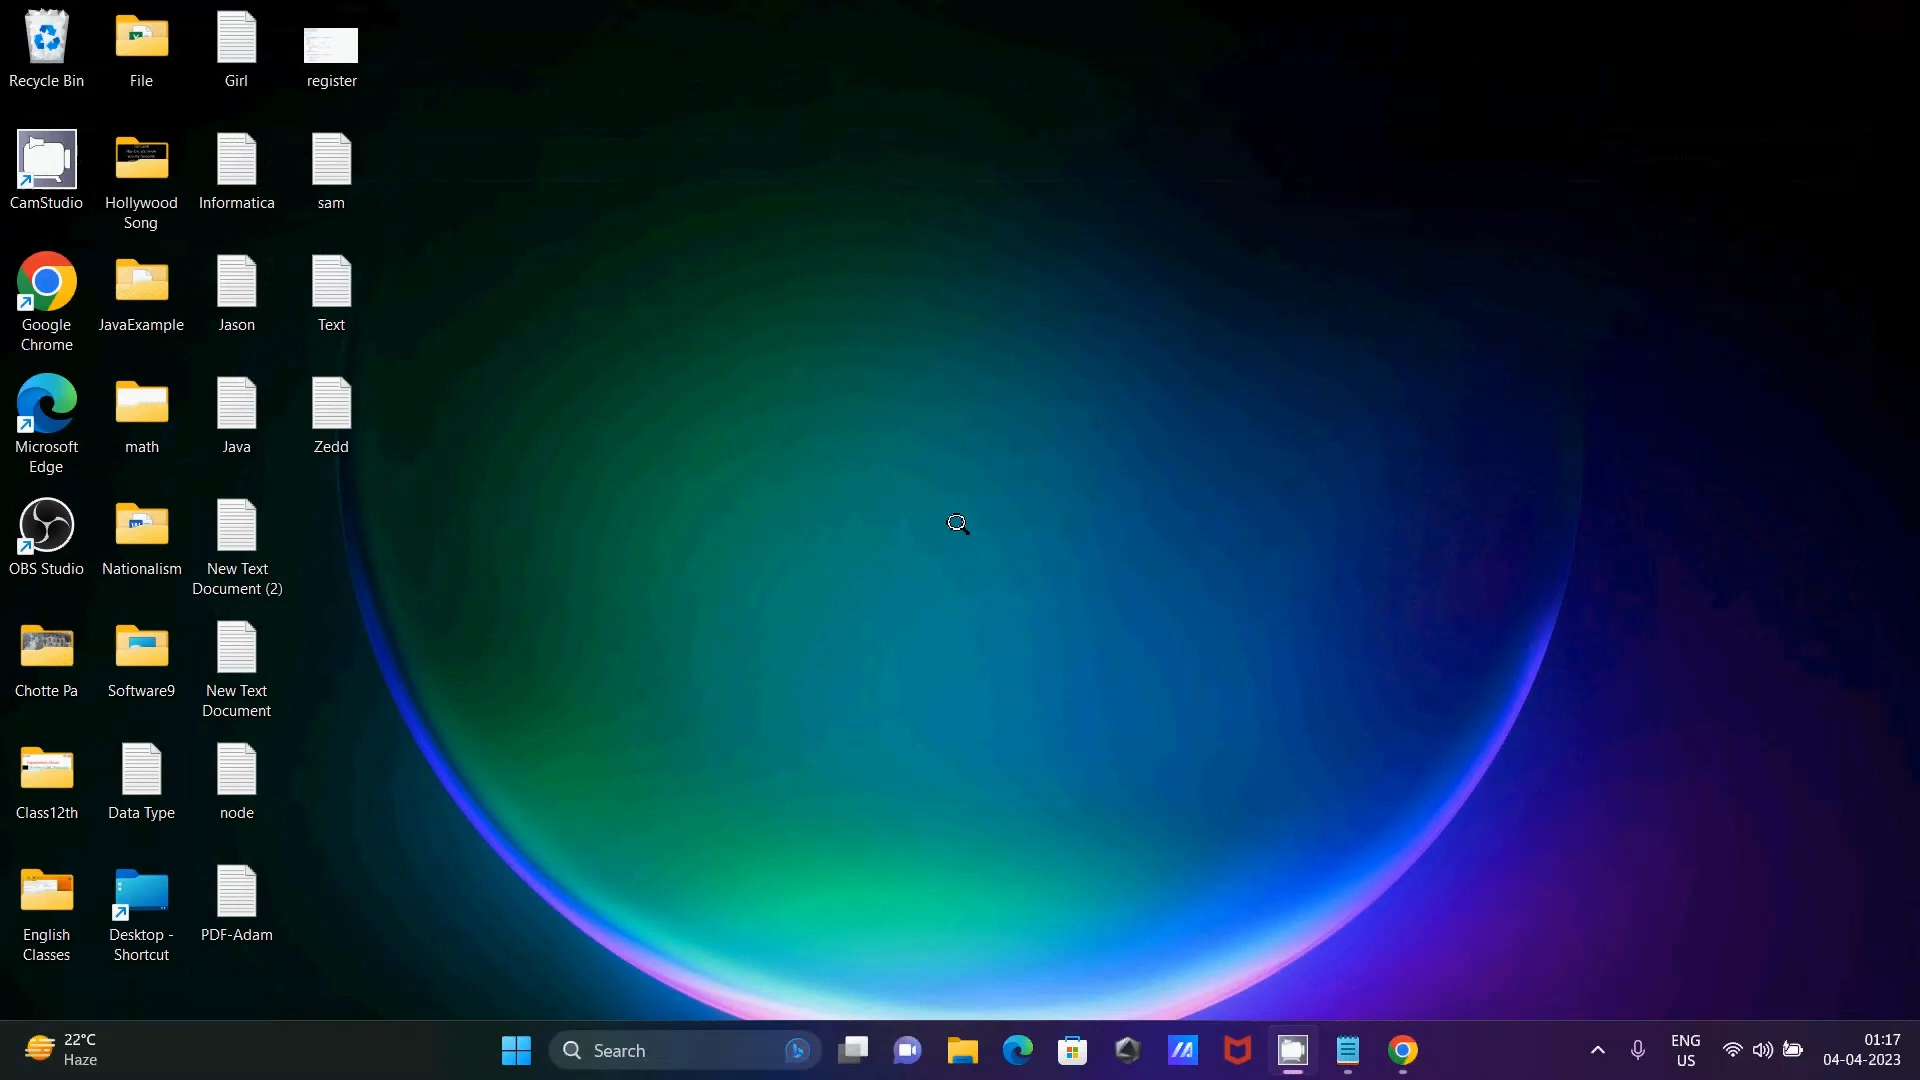 Recycle Bin
File
Girl
register
CamStudio
Hollywood
Song
Informatica
sam
Google
Chrome
JavaExample
Jason
Text
Microsoft
Edge
math
Java
Zedd
OBS Studio
Nationalism
New Text
Document (2)
Chotte Pa
Software9
New Text
Document
Class12th
Data Type
node
English
Classes
Desktop -
Shortcut
PDF-Adam
22°C
Haze
Search
ENG
US
01:17
04-04-2023